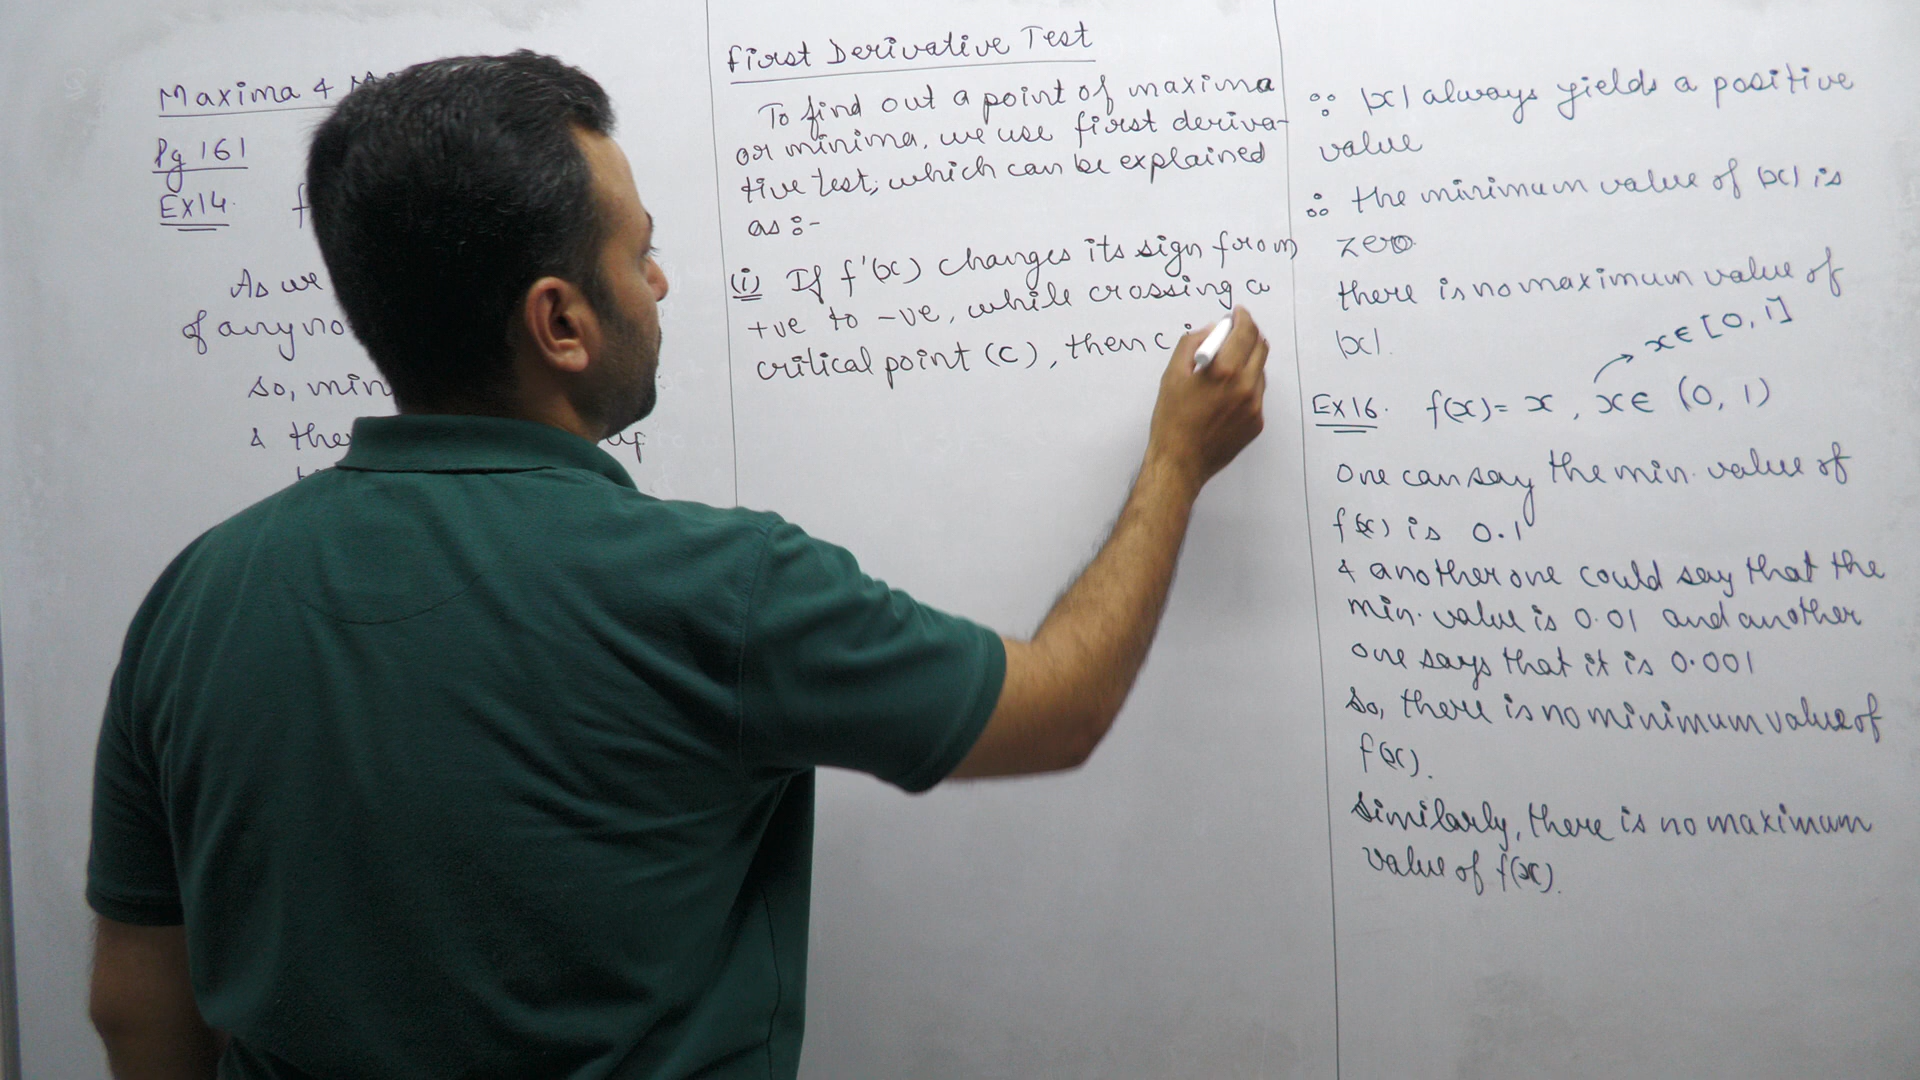 Maxima &
Pg 161
Ex14.
As we
of any no
so, min
& the
First Derivative Test
To find out a point of maxima
or minima, we use first deriva-
tive test, which can be explained
as :-
(i) If f'(x) changes its sign from
+ve to -ve, while crossing a
critical point (c), then c
∵ |x| always yields a positive
value
∴ the minimum value of |x| is
zero.
there is no maximum value of
|x|.
x ∈ [0, 1]
Ex16. f(x) = x, x ∈ (0, 1)
One can say the min. value of
f(x) is 0.1
& another one could say that the
min. value is 0.01 and another
one says that it is 0.001
so, there is no minimum value of
f(x).
Similarly, there is no maximum
value of f(x).